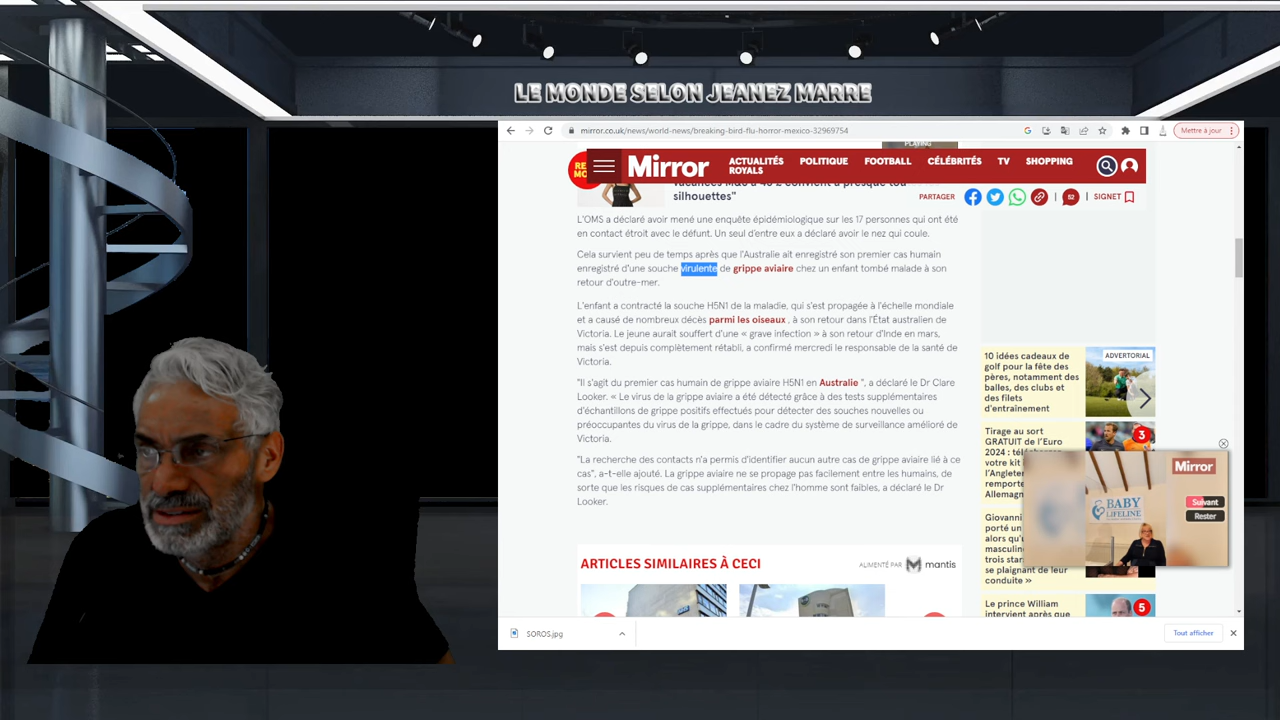 LE MONDE SELON JEANEZ MARRE
mirror.co.uk/news/world-news/breaking-bird-flu-horror-mexico-32969754
Mettre à jour
PLAYING
Mirror
ACTUALITÉS POLITIQUE FOOTBALL CÉLÉBRITÉS TV SHOPPING
ROYALS
silhouettes"
PARTAGER
62
SIGNET
L'OMS a déclaré avoir mené une enquête épidémiologique sur les 17 personnes qui ont été
en contact étroit avec le défunt. Un seul d'entre eux a déclaré avoir le nez qui coule.
Cela survient peu de temps après que l'Australie ait enregistré son premier cas humain
enregistré d'une souche virulente de grippe aviaire chez un enfant tombé malade à son
retour d'outre-mer.
L'enfant a contracté la souche H5N1 de la maladie, qui s'est propagée à l'échelle mondiale
et a causé de nombreux décès parmi les oiseaux , à son retour dans l'État australien de
Victoria. Le jeune aurait souffert d'une « grave infection » à son retour d'Inde en mars,
mais s'est depuis complètement rétabli, a confirmé mercredi le responsable de la santé de
Victoria.
"Il s'agit du premier cas humain de grippe aviaire H5N1 en Australie ", a déclaré le Dr Clare
Looker. « Le virus de la grippe aviaire a été détecté grâce à des tests supplémentaires
d'échantillons de grippe positifs effectués pour détecter des souches nouvelles ou
préoccupantes du virus de la grippe, dans le cadre du système de surveillance amélioré de
Victoria.
"La recherche des contacts n'a permis d'identifier aucun autre cas de grippe aviaire lié à ce
cas", a-t-elle ajouté. La grippe aviaire ne se propage pas facilement entre les humains, de
sorte que les risques de cas supplémentaires chez l'homme sont faibles, a déclaré le Dr
Looker.
ARTICLES SIMILAIRES À CECI
ALIMENTÉ PAR mantis
10 idées cadeaux de
golf pour la fête des
pères, notamment des
balles, des clubs et
des filets
d'entraînement
ADVERTORIAL
Tirage au sort
GRATUIT de l'Euro
2024 :
votre kit
3
Mirror
BABY
LIFELINE
Suivant
Rester
Giovanni
porté un
alors qu'
trois
se plaignant de leur
conduite »
Le prince William
intervient après que
5
SOROS.jpg
Tout afficher